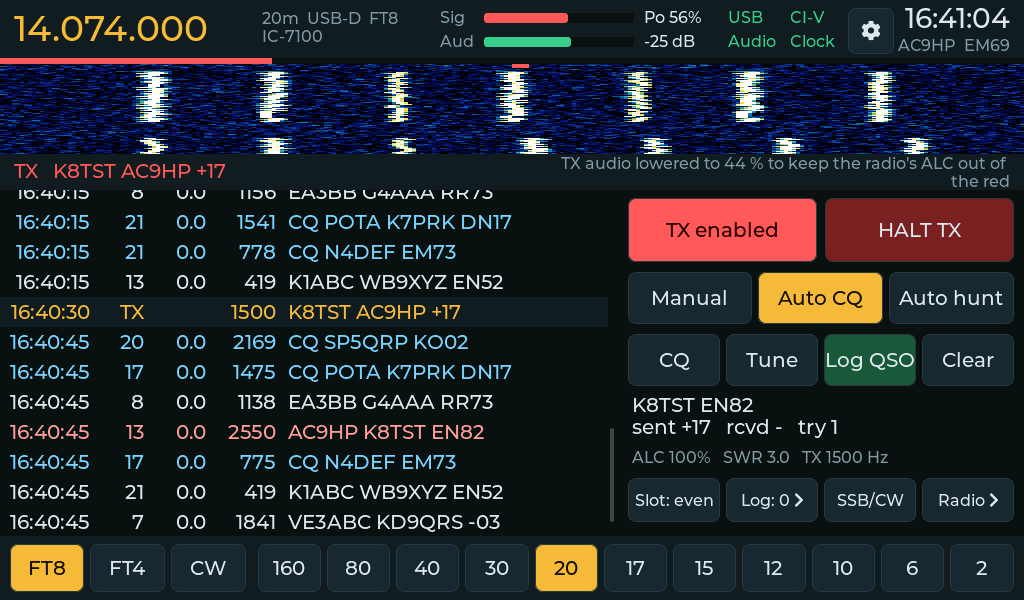 14.074.000
20m USB-D FT8
IC-7100
Sig Po 56%
Aud -25 dB
USB CI-V
Audio Clock
16:41:04
AC9HP EM69
TX K8TST AC9HP +17
TX audio lowered to 44 % to keep the radio's ALC out of
the red
16:40:15 8 0.0 1156 EA3BB G4AAA RR73
16:40:15 21 0.0 1541 CQ POTA K7PRK DN17
16:40:15 21 0.0 778 CQ N4DEF EM73
16:40:15 13 0.0 419 K1ABC WB9XYZ EN52
16:40:30 TX 1500 K8TST AC9HP +17
16:40:45 20 0.0 2169 CQ SP5QRP KO02
16:40:45 17 0.0 1475 CQ POTA K7PRK DN17
16:40:45 8 0.0 1138 EA3BB G4AAA RR73
16:40:45 13 0.0 2550 AC9HP K8TST EN82
16:40:45 17 0.0 775 CQ N4DEF EM73
16:40:45 21 0.0 419 K1ABC WB9XYZ EN52
16:40:45 7 0.0 1841 VE3ABC KD9QRS -03
TX enabled HALT TX
Manual Auto CQ Auto hunt
CQ Tune Log QSO Clear
K8TST EN82
sent +17 rcvd - try 1
ALC 100% SWR 3.0 TX 1500 Hz
Slot: even Log: 0 SSB/CW Radio
FT8 FT4 CW 160 80 40 30 20 17 15 12 10 6 2